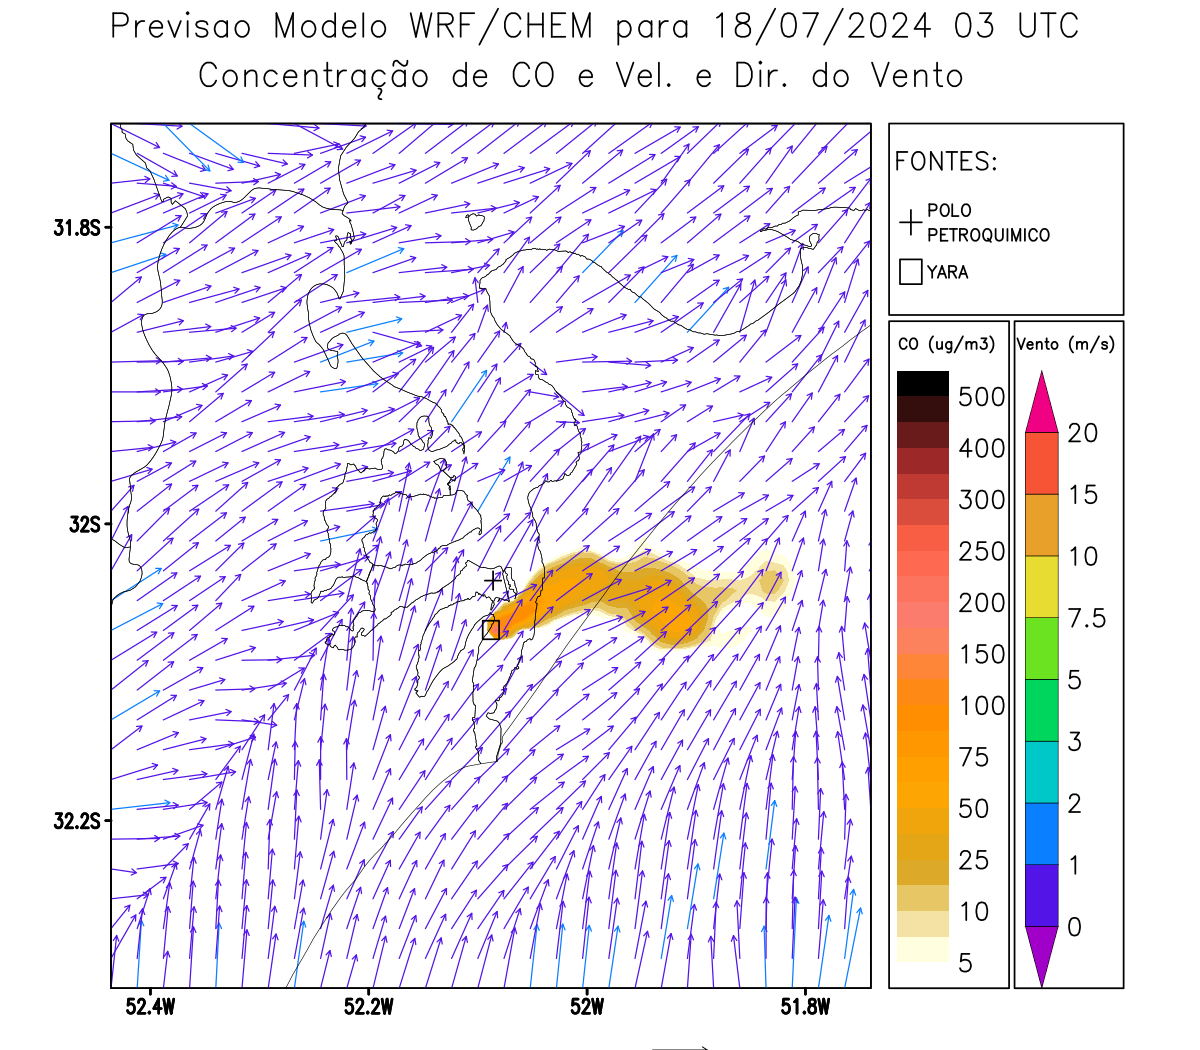 Previsao Modelo WRF/CHEM para 18/07/2024 03 UTC
Concentração de CO e Vel. e Dir. do Vento
FONTES:
POLO
PETROQUIMICO
YARA
CO (ug/m3)
500
400
300
250
200
150
100
75
50
25
10
5
Vento (m/s)
20
15
10
7.5
5
3
2
1
0
31.8S
32S
32.2S
52.4W
52.2W
52W
51.8W